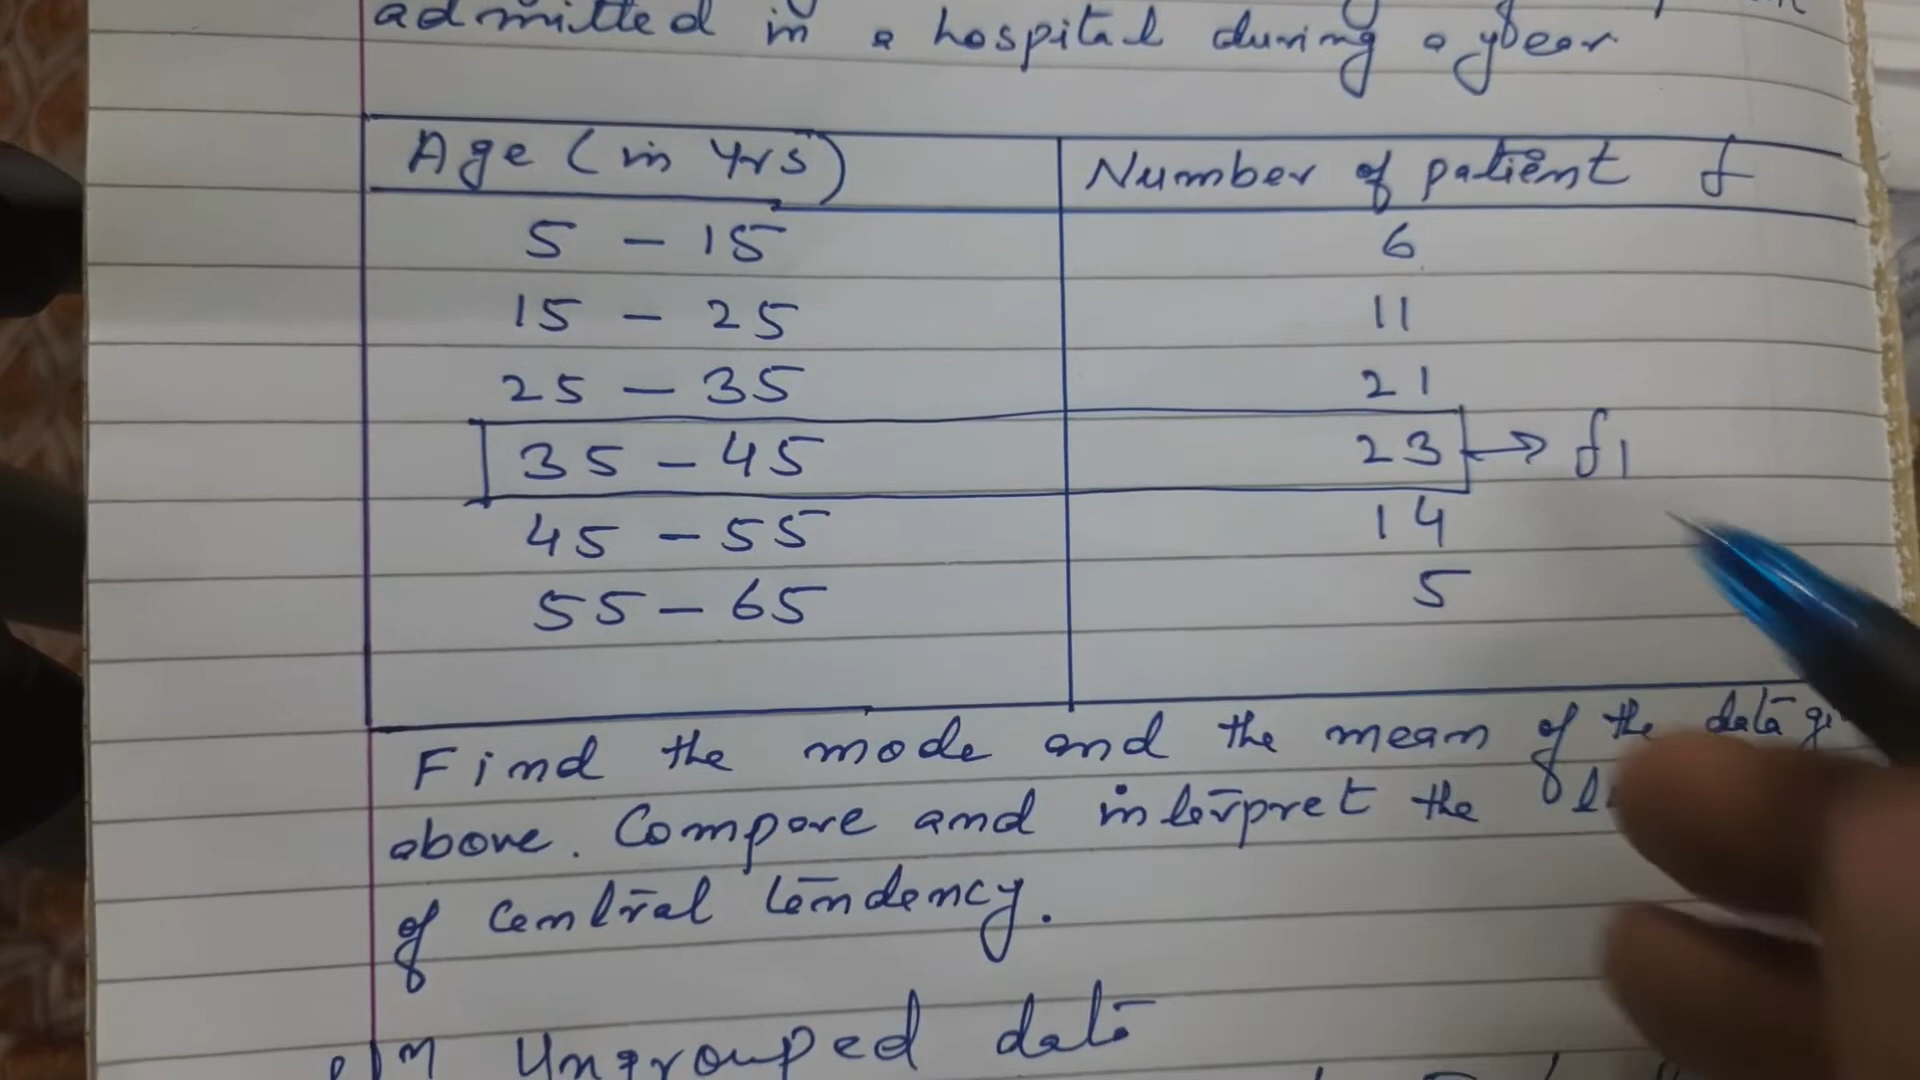 admitted in a hospital during a year
Age (in Yrs) Number of patient f
5 - 15 6
15 - 25 11
25 - 35 21
35 - 45 23 → f1
45 - 55 14
55 - 65 5
Find the mode and the mean of the data
above. Compare and interpret the
of central tendency.
In Ungrouped data